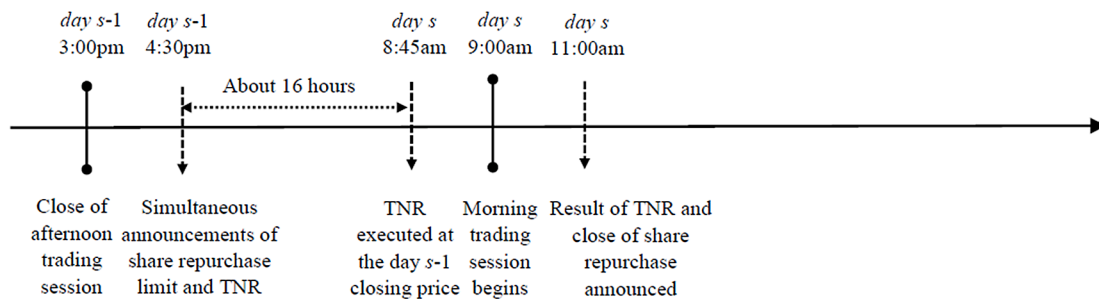 day s-1
3:00pm
day s-1
4:30pm
day s
8:45am
day s
9:00am
day s
11:00am
About 16 hours
Close of
afternoon
trading
session
Simultaneous
announcements of
share repurchase
limit and TNR
TNR
executed at
the day s-1
closing price
Morning
trading
session
begins
Result of TNR and
close of share
repurchase
announced